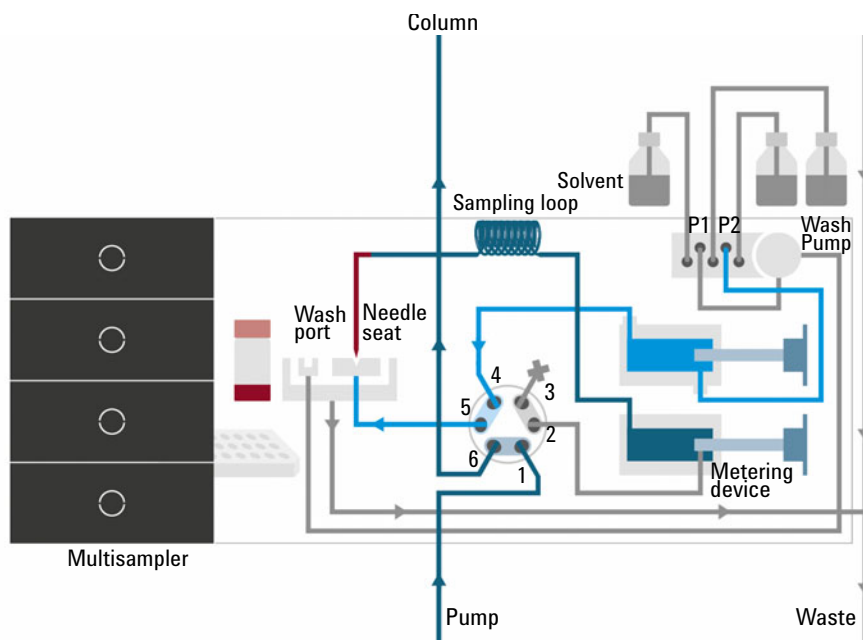 Column
Solvent
Sampling loop
P1 P2
Wash
Pump
Wash
port
Needle
seat
4
3
5
2
6
1
Metering
device
Multisampler
Pump
Waste